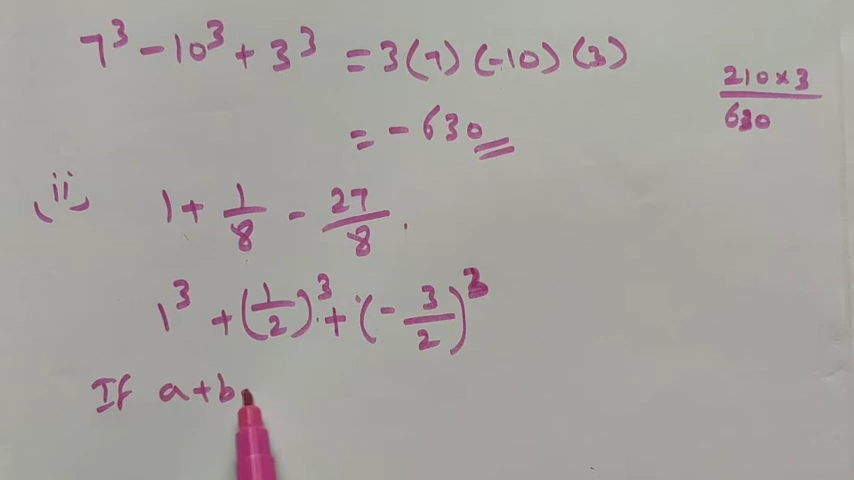 7³ – 10³ + 3³ = 3(7)(-10)(3)
210 × 3
630
= – 630
(ii) 1 + 1/8 – 27/8.
1³ + (1/2)³ + (-3/2)³
If a+b